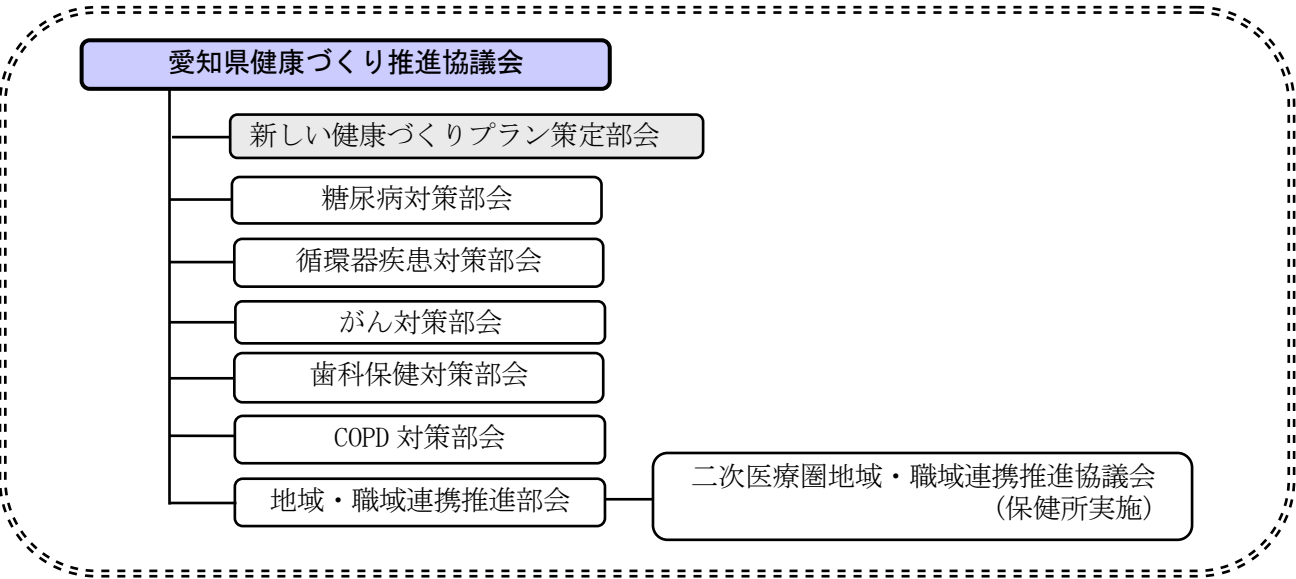 愛知県健康づくり推進協議会
新しい健康づくりプラン策定部会
糖尿病対策部会
循環器疾患対策部会
がん対策部会
歯科保健対策部会
COPD 対策部会
地域・職域連携推進部会
二次医療圏地域・職域連携推進協議会
（保健所実施）